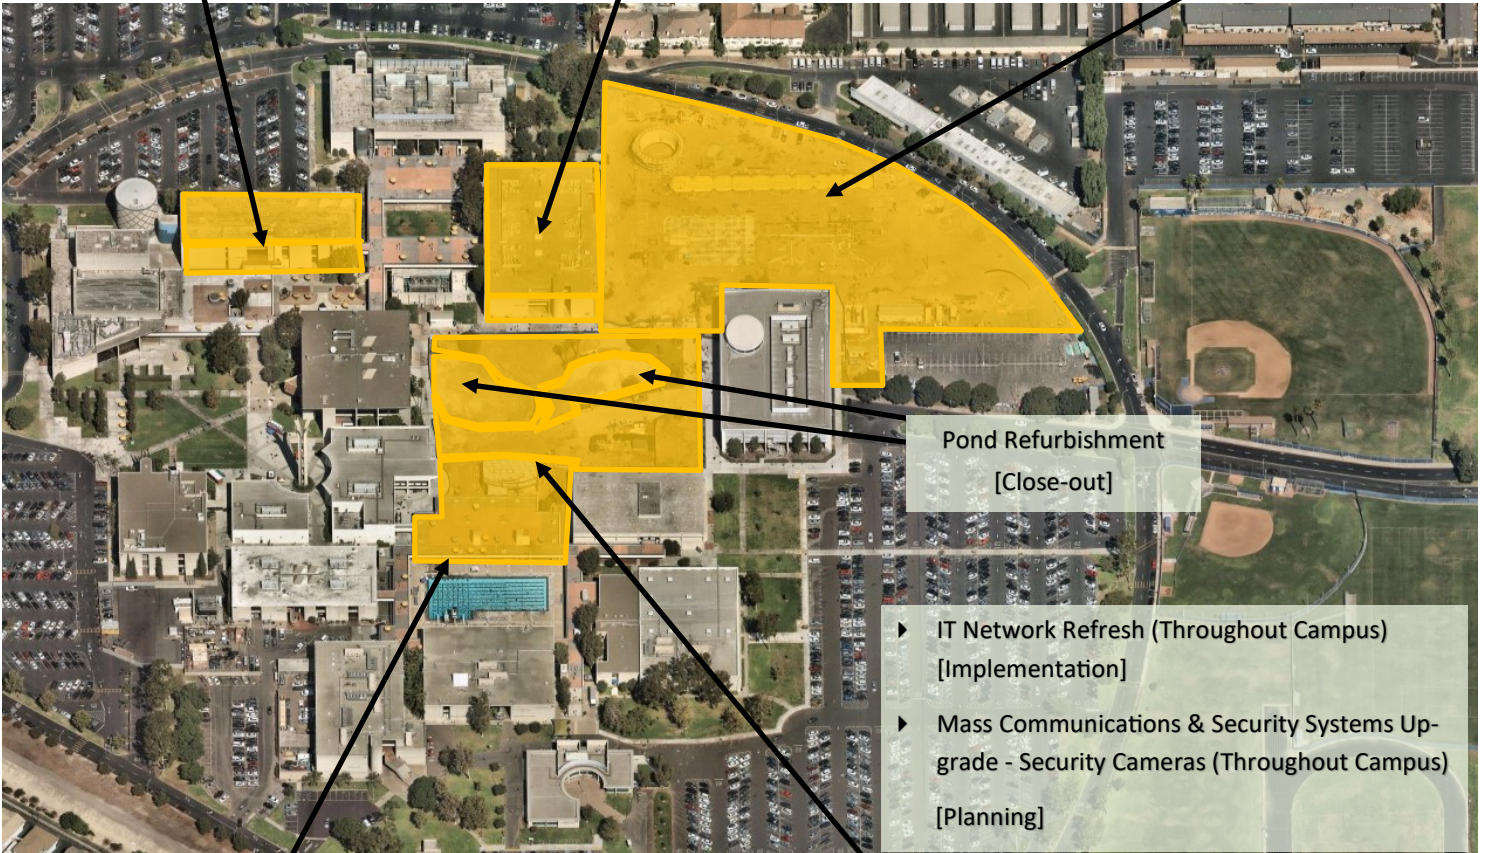 Pond Refurbishment
[Close-out]
‣ IT Network Refresh (Throughout Campus)
[Implementation]
‣ Mass Communications & Security Systems Up-
grade - Security Cameras (Throughout Campus)
[Planning]